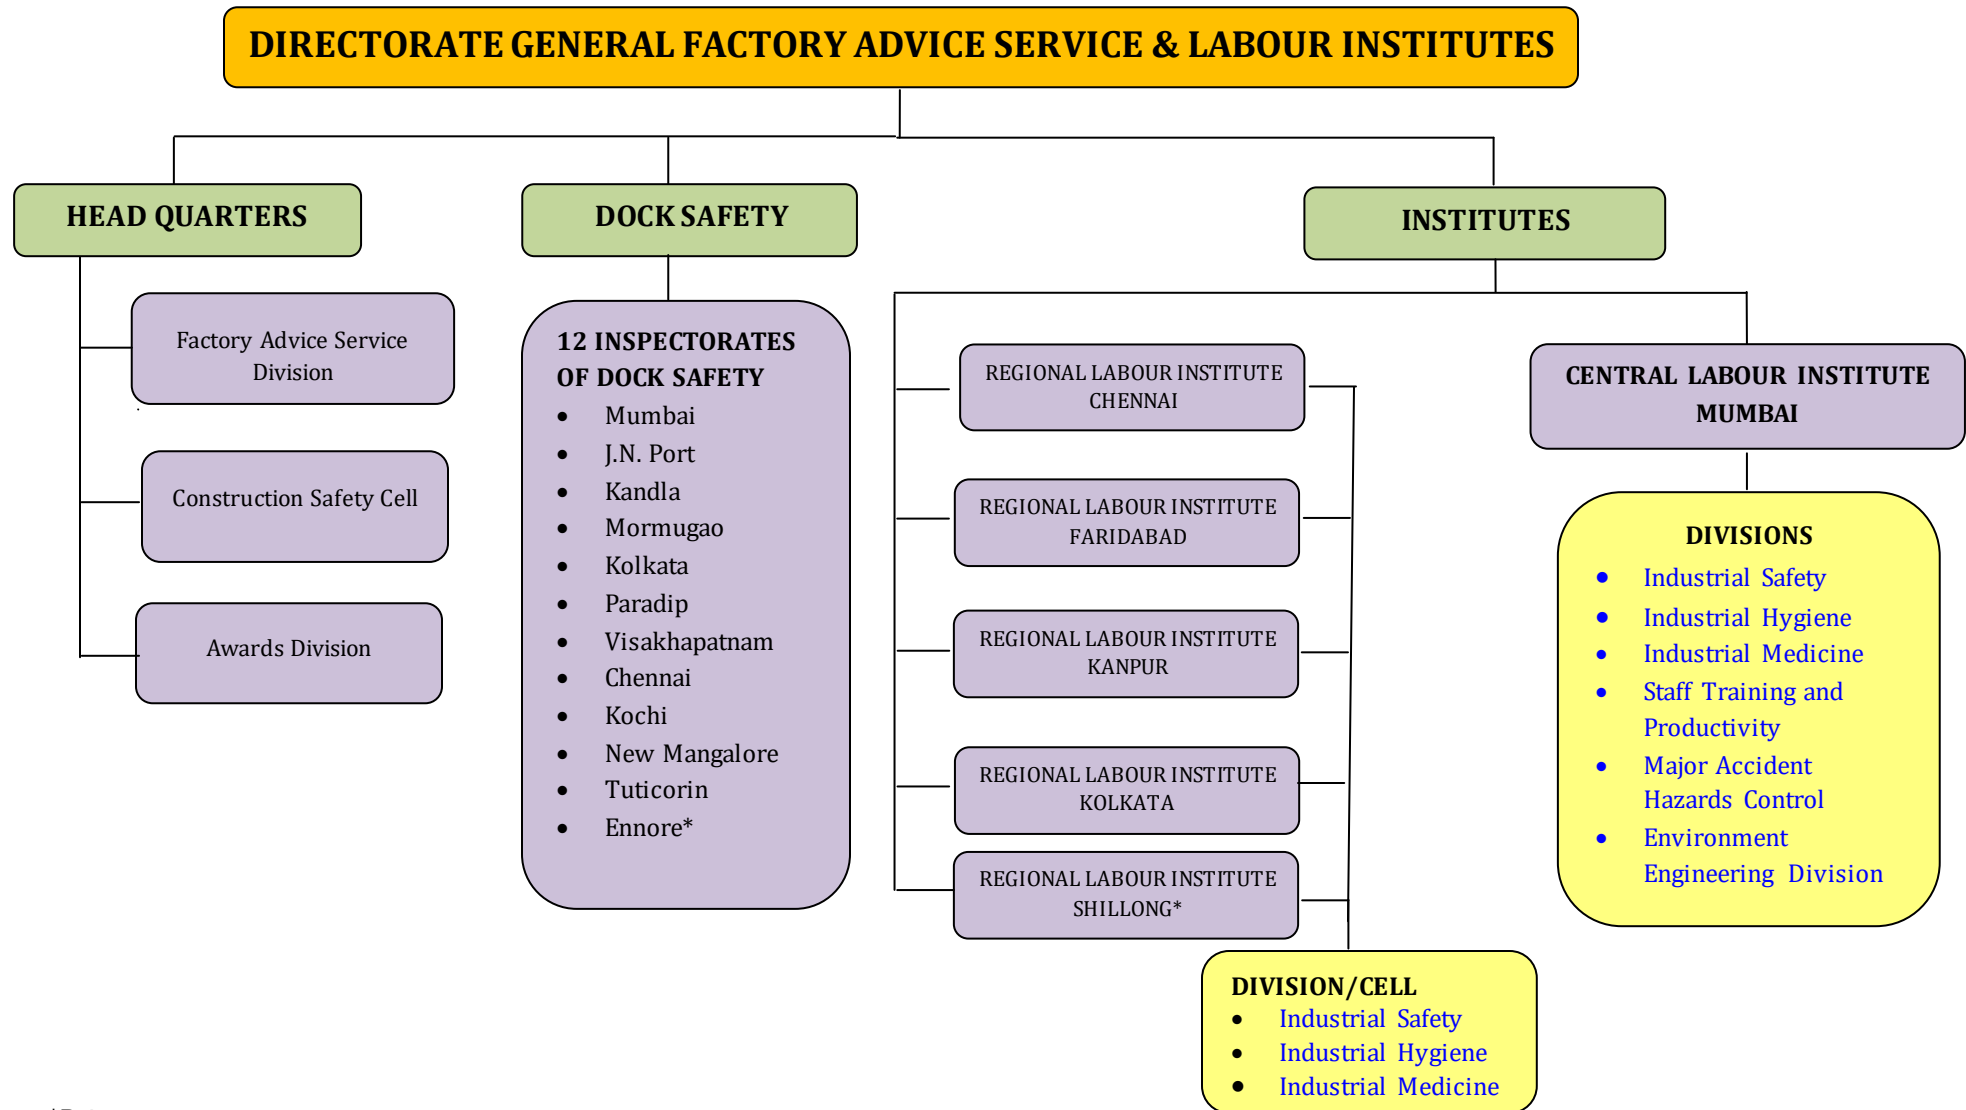 DIRECTORATE GENERAL FACTORY ADVICE SERVICE & LABOUR INSTITUTES
HEAD QUARTERS
Factory Advice Service
Division
Construction Safety Cell
Awards Division
DOCK SAFETY
12 INSPECTORATES
OF DOCK SAFETY
• Mumbai
• J.N. Port
• Kandla
• Mormugao
• Kolkata
• Paradip
• Visakhapatnam
• Chennai
• Kochi
• New Mangalore
• Tuticorin
• Ennore*
INSTITUTES
REGIONAL LABOUR INSTITUTE
CHENNAI
REGIONAL LABOUR INSTITUTE
FARIDABAD
REGIONAL LABOUR INSTITUTE
KANPUR
REGIONAL LABOUR INSTITUTE
KOLKATA
REGIONAL LABOUR INSTITUTE
SHILLONG*
DIVISION/CELL
• Industrial Safety
• Industrial Hygiene
• Industrial Medicine
CENTRAL LABOUR INSTITUTE
MUMBAI
DIVISIONS
• Industrial Safety
• Industrial Hygiene
• Industrial Medicine
• Staff Training and
Productivity
• Major Accident
Hazards Control
• Environment
Engineering Division